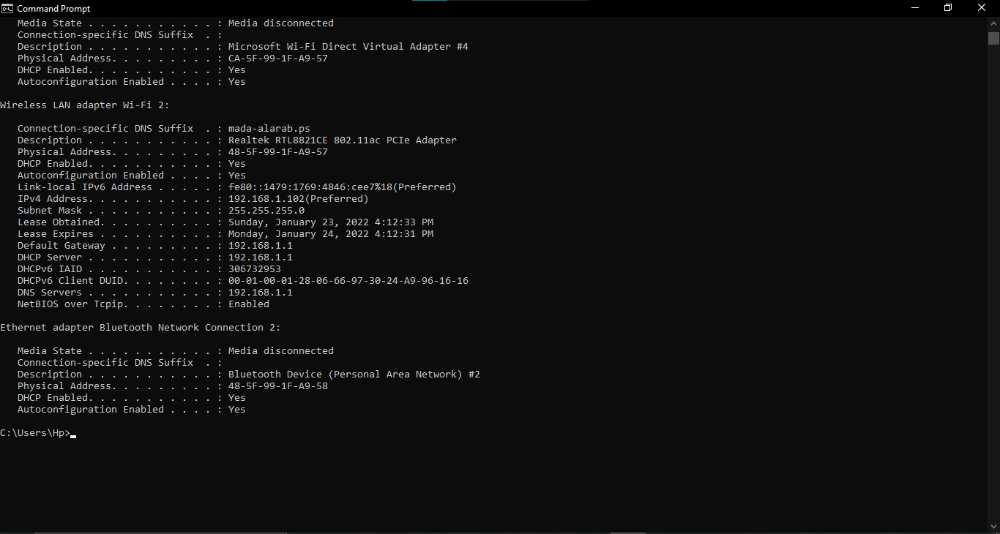 Command Prompt
   Media State . . . . . . . . . . . : Media disconnected
   Connection-specific DNS Suffix  . :
   Description . . . . . . . . . . . : Microsoft Wi-Fi Direct Virtual Adapter #4
   Physical Address. . . . . . . . . : CA-5F-99-1F-A9-57
   DHCP Enabled. . . . . . . . . . . : Yes
   Autoconfiguration Enabled . . . . : Yes

Wireless LAN adapter Wi-Fi 2:

   Connection-specific DNS Suffix  . : mada-alarab.ps
   Description . . . . . . . . . . . : Realtek RTL8821CE 802.11ac PCIe Adapter
   Physical Address. . . . . . . . . : 48-5F-99-1F-A9-57
   DHCP Enabled. . . . . . . . . . . : Yes
   Autoconfiguration Enabled . . . . : Yes
   Link-local IPv6 Address . . . . . : fe80::1479:1769:4846:cee7%18(Preferred)
   IPv4 Address. . . . . . . . . . . : 192.168.1.102(Preferred)
   Subnet Mask . . . . . . . . . . . : 255.255.255.0
   Lease Obtained. . . . . . . . . . : Sunday, January 23, 2022 4:12:33 PM
   Lease Expires . . . . . . . . . . : Monday, January 24, 2022 4:12:31 PM
   Default Gateway . . . . . . . . . : 192.168.1.1
   DHCP Server . . . . . . . . . . . : 192.168.1.1
   DHCPv6 IAID . . . . . . . . . . . : 306732953
   DHCPv6 Client DUID. . . . . . . . : 00-01-00-01-28-06-66-97-30-24-A9-96-16-16
   DNS Servers . . . . . . . . . . . : 192.168.1.1
   NetBIOS over Tcpip. . . . . . . . : Enabled

Ethernet adapter Bluetooth Network Connection 2:

   Media State . . . . . . . . . . . : Media disconnected
   Connection-specific DNS Suffix  . :
   Description . . . . . . . . . . . : Bluetooth Device (Personal Area Network) #2
   Physical Address. . . . . . . . . : 48-5F-99-1F-A9-58
   DHCP Enabled. . . . . . . . . . . : Yes
   Autoconfiguration Enabled . . . . : Yes

C:\Users\Hp>